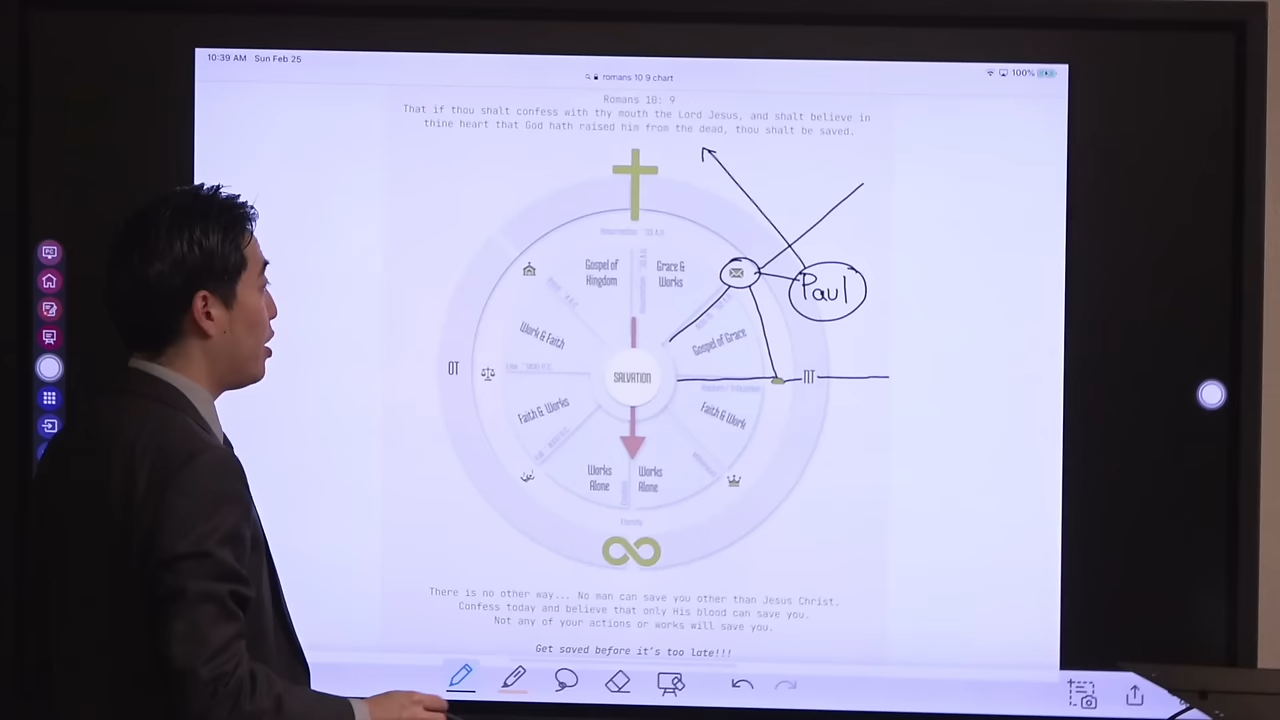 10:39 AM Sun Feb 25
romans 10 9 chart
100%
Romans 10: 9
That if thou shalt confess with thy mouth the Lord Jesus, and shalt believe in
thine heart that God hath raised him from the dead, thou shalt be saved.
Resurrection ~33 A.D.
Gospel of
Kingdom
Grace &
Works
Paul
Work & Faith
Gospel of Grace
OT
SALVATION
NT
Faith & Works
Faith & Work
Works
Alone
Works
Alone
Eternity
There is no other way... No man can save you other than Jesus Christ.
Confess today and believe that only His blood can save you.
Not any of your actions or works will save you.
Get saved before it's too late!!!
PC